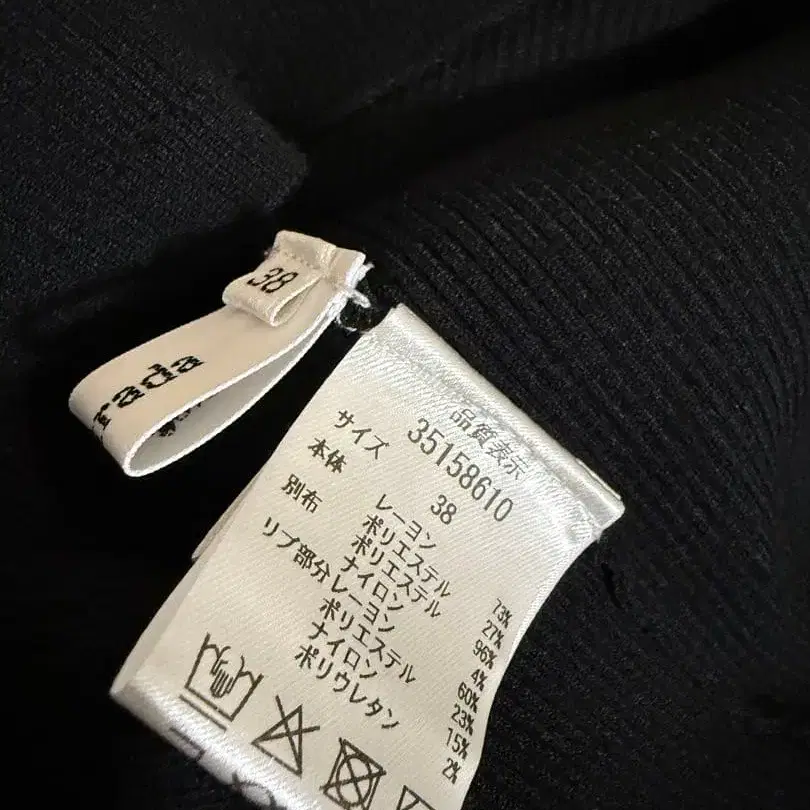 38
rada
品質表示
35158610
サイズ 38
本体 レーヨン 73%
ポリエステル 27%
別布 ポリエステル 96%
ナイロン 4%
リブ部分 レーヨン 60%
ポリエステル 23%
ナイロン 15%
ポリウレタン 2%